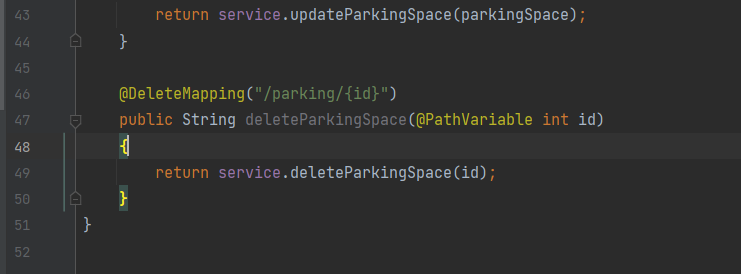 43 return service.updateParkingSpace(parkingSpace);
44 }
45
46 @DeleteMapping("/parking/{id}")
47 public String deleteParkingSpace(@PathVariable int id)
48 {
49 return service.deleteParkingSpace(id);
50 }
51 }
52